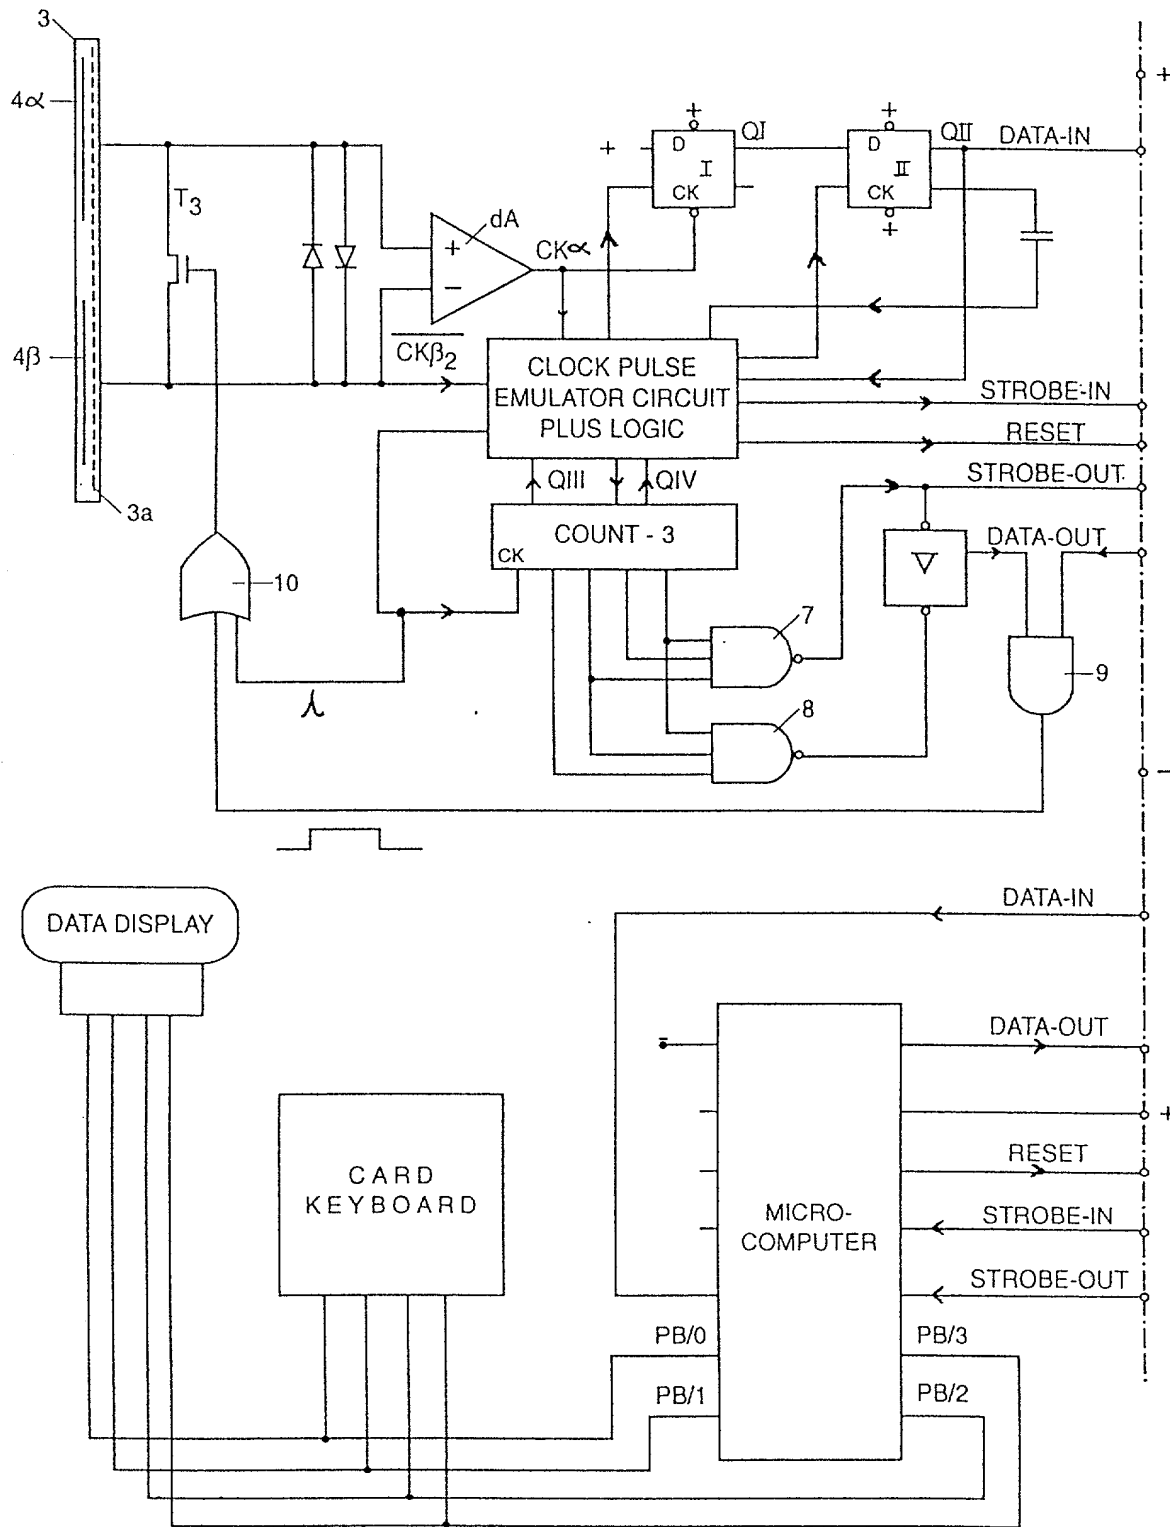 3
4α
T3
4β
3a
dA
+
−
CKα
CKβ2
+
D
I
CK
+
QI
D
II
CK
+
+
QII
DATA-IN
+
CLOCK PULSE
EMULATOR CIRCUIT
PLUS LOGIC
STROBE-IN
RESET
QIII
QIV
STROBE-OUT
COUNT - 3
CK
DATA-OUT
∇
10
7
8
9
λ
−
DATA DISPLAY
DATA-IN
CARD
KEYBOARD
MICRO-
COMPUTER
DATA-OUT
+
RESET
STROBE-IN
STROBE-OUT
PB/0
PB/3
PB/1
PB/2